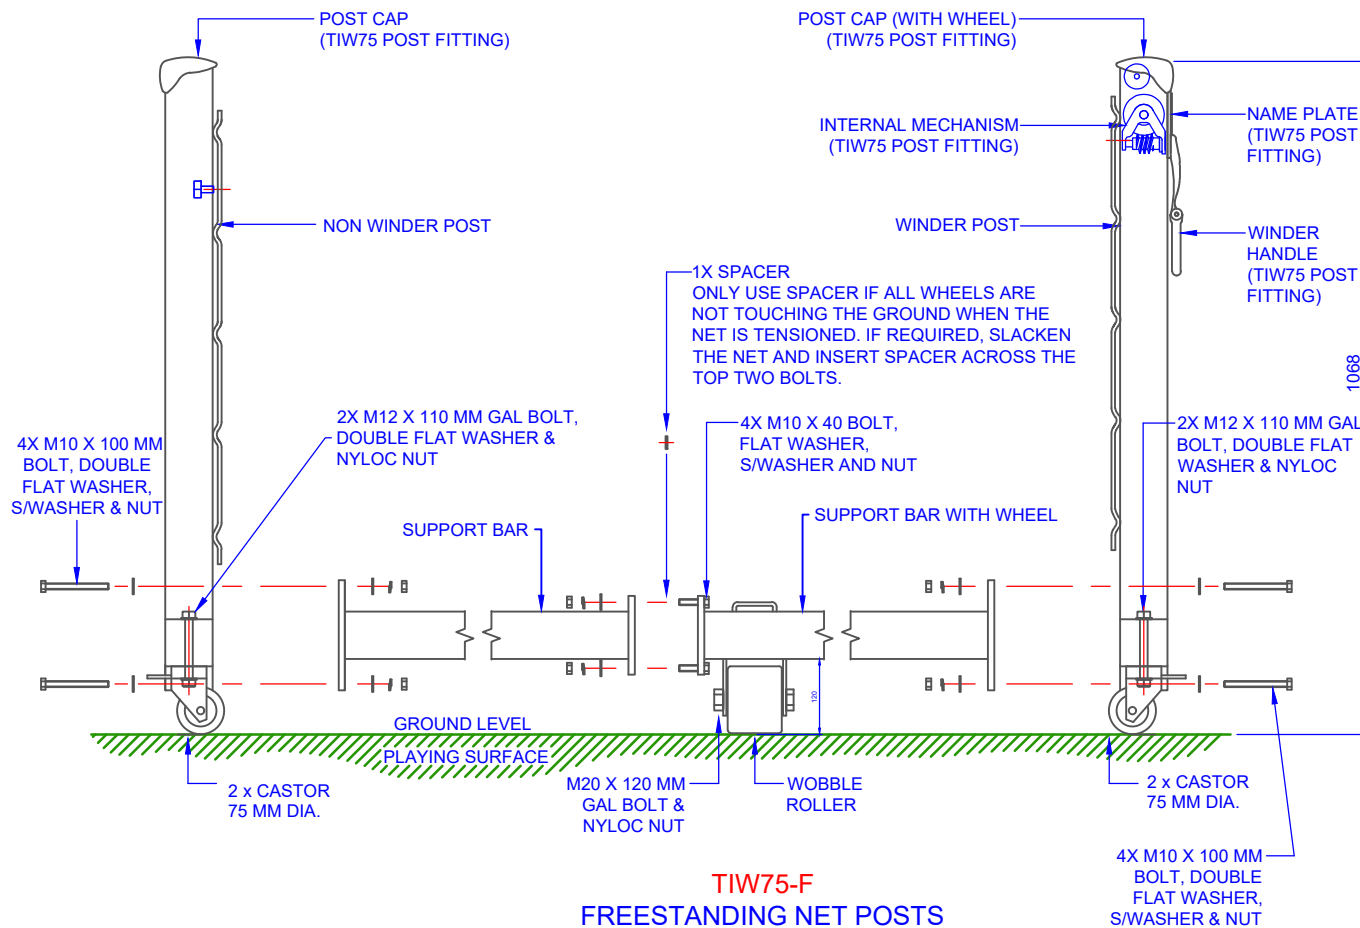 POST CAP
(TIW75 POST FITTING)
POST CAP (WITH WHEEL)
(TIW75 POST FITTING)
INTERNAL MECHANISM
(TIW75 POST FITTING)
NAME PLATE
(TIW75 POST
FITTING)
NON WINDER POST
WINDER POST
WINDER
HANDLE
(TIW75 POST
FITTING)
1X SPACER
ONLY USE SPACER IF ALL WHEELS ARE
NOT TOUCHING THE GROUND WHEN THE
NET IS TENSIONED. IF REQUIRED, SLACKEN
THE NET AND INSERT SPACER ACROSS THE
TOP TWO BOLTS.
1068
4X M10 X 100 MM
BOLT, DOUBLE
FLAT WASHER,
S/WASHER & NUT
2X M12 X 110 MM GAL BOLT,
DOUBLE FLAT WASHER &
NYLOC NUT
4X M10 X 40 BOLT,
FLAT WASHER,
S/WASHER AND NUT
2X M12 X 110 MM GAL
BOLT, DOUBLE FLAT
WASHER & NYLOC
NUT
SUPPORT BAR
SUPPORT BAR WITH WHEEL
120
GROUND LEVEL
PLAYING SURFACE
2 x CASTOR
75 MM DIA.
M20 X 120 MM
GAL BOLT &
NYLOC NUT
WOBBLE
ROLLER
2 x CASTOR
75 MM DIA.
4X M10 X 100 MM
BOLT, DOUBLE
FLAT WASHER,
S/WASHER & NUT
TIW75-F
FREESTANDING NET POSTS